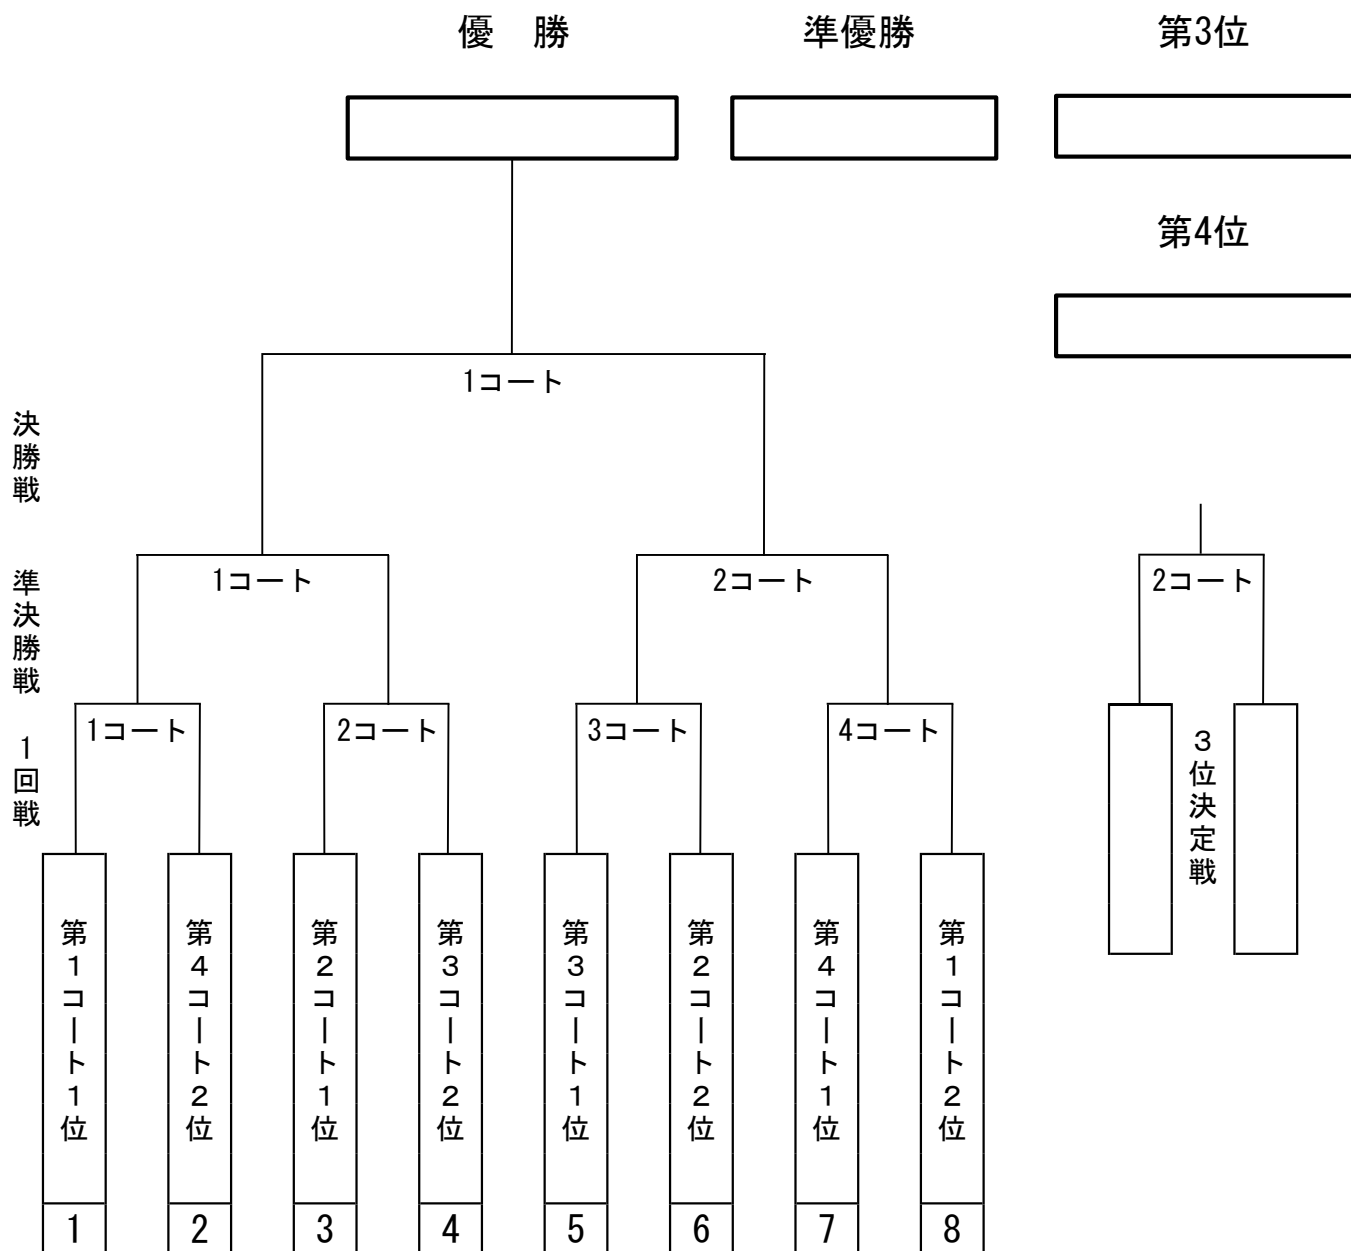 優　勝
準優勝
第3位
第4位
1コート
決勝戦
準決勝戦
1コート
2コート
2コート
1回戦
1コート
2コート
3コート
4コート
３位決定戦
第１コート１位
第４コート２位
第２コート１位
第３コート２位
第３コート１位
第２コート２位
第４コート１位
第１コート２位
1
2
3
4
5
6
7
8